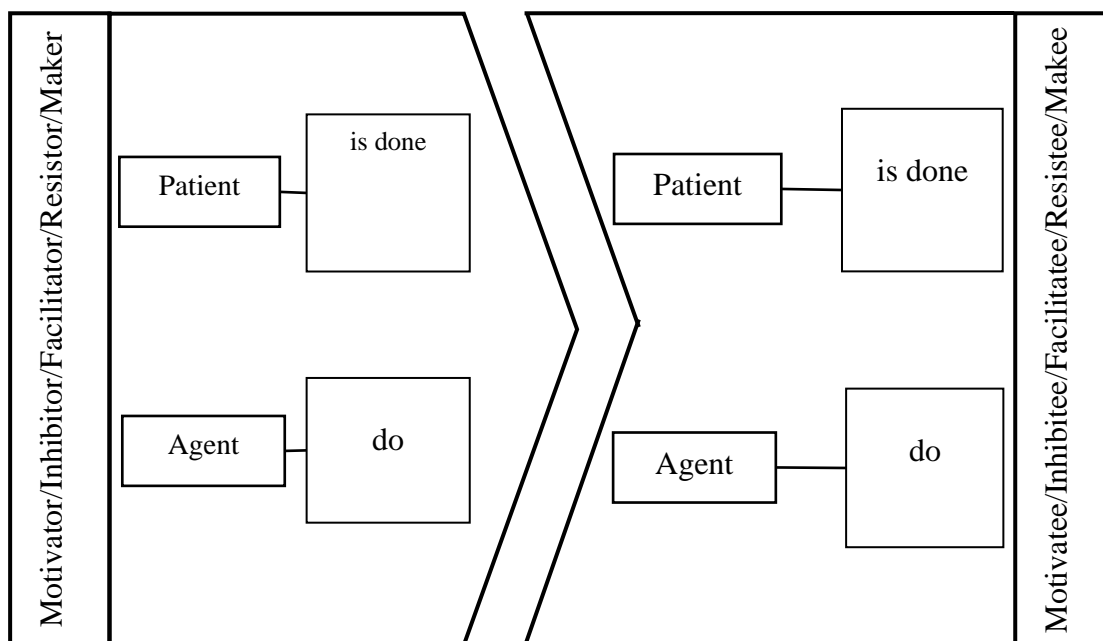 Motivator/Inhibitor/Facilitator/Resistor/Maker
Patient
is done
Agent
do
Patient
is done
Agent
do
Motivatee/Inhibitee/Facilitatee/Resistee/Makee